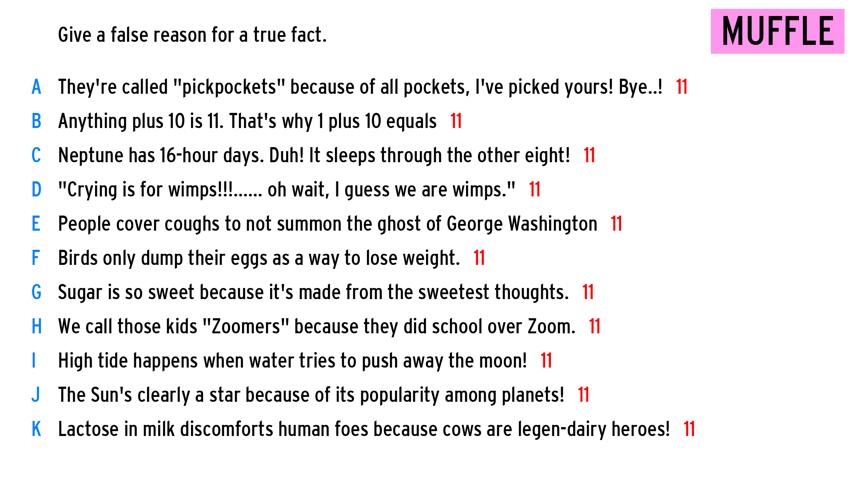 Give a false reason for a true fact.
MUFFLE
A They're called "pickpockets" because of all pockets, I've picked yours! Bye..! 11
B Anything plus 10 is 11. That's why 1 plus 10 equals 11
C Neptune has 16-hour days. Duh! It sleeps through the other eight! 11
D "Crying is for wimps!!!...... oh wait, I guess we are wimps." 11
E People cover coughs to not summon the ghost of George Washington 11
F Birds only dump their eggs as a way to lose weight. 11
G Sugar is so sweet because it's made from the sweetest thoughts. 11
H We call those kids "Zoomers" because they did school over Zoom. 11
I High tide happens when water tries to push away the moon! 11
J The Sun's clearly a star because of its popularity among planets! 11
K Lactose in milk discomforts human foes because cows are legen-dairy heroes! 11